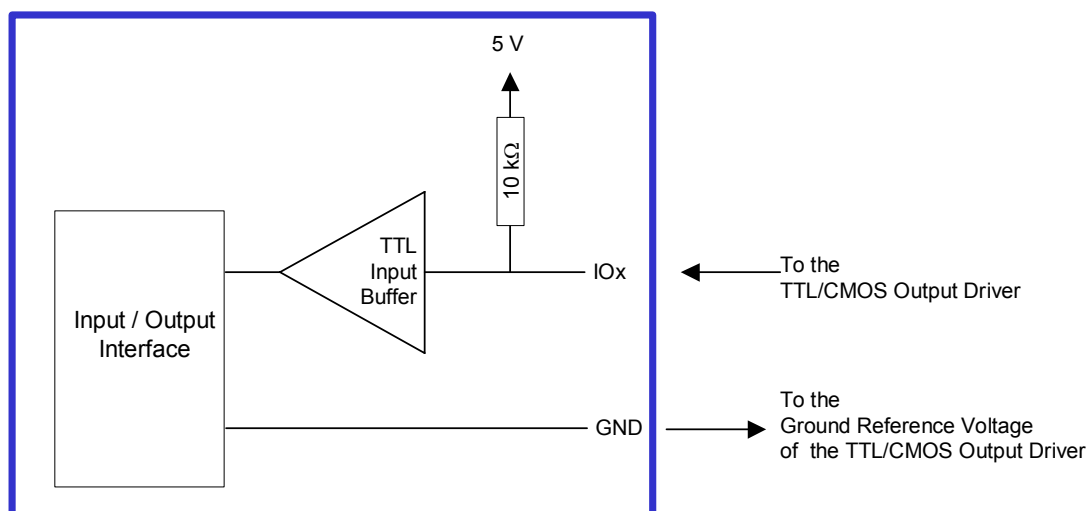 5 V
10 kΩ
TTL
Input
Buffer
IOx
To the
TTL/CMOS Output Driver
Input / Output
Interface
GND
To the
Ground Reference Voltage
of the TTL/CMOS Output Driver